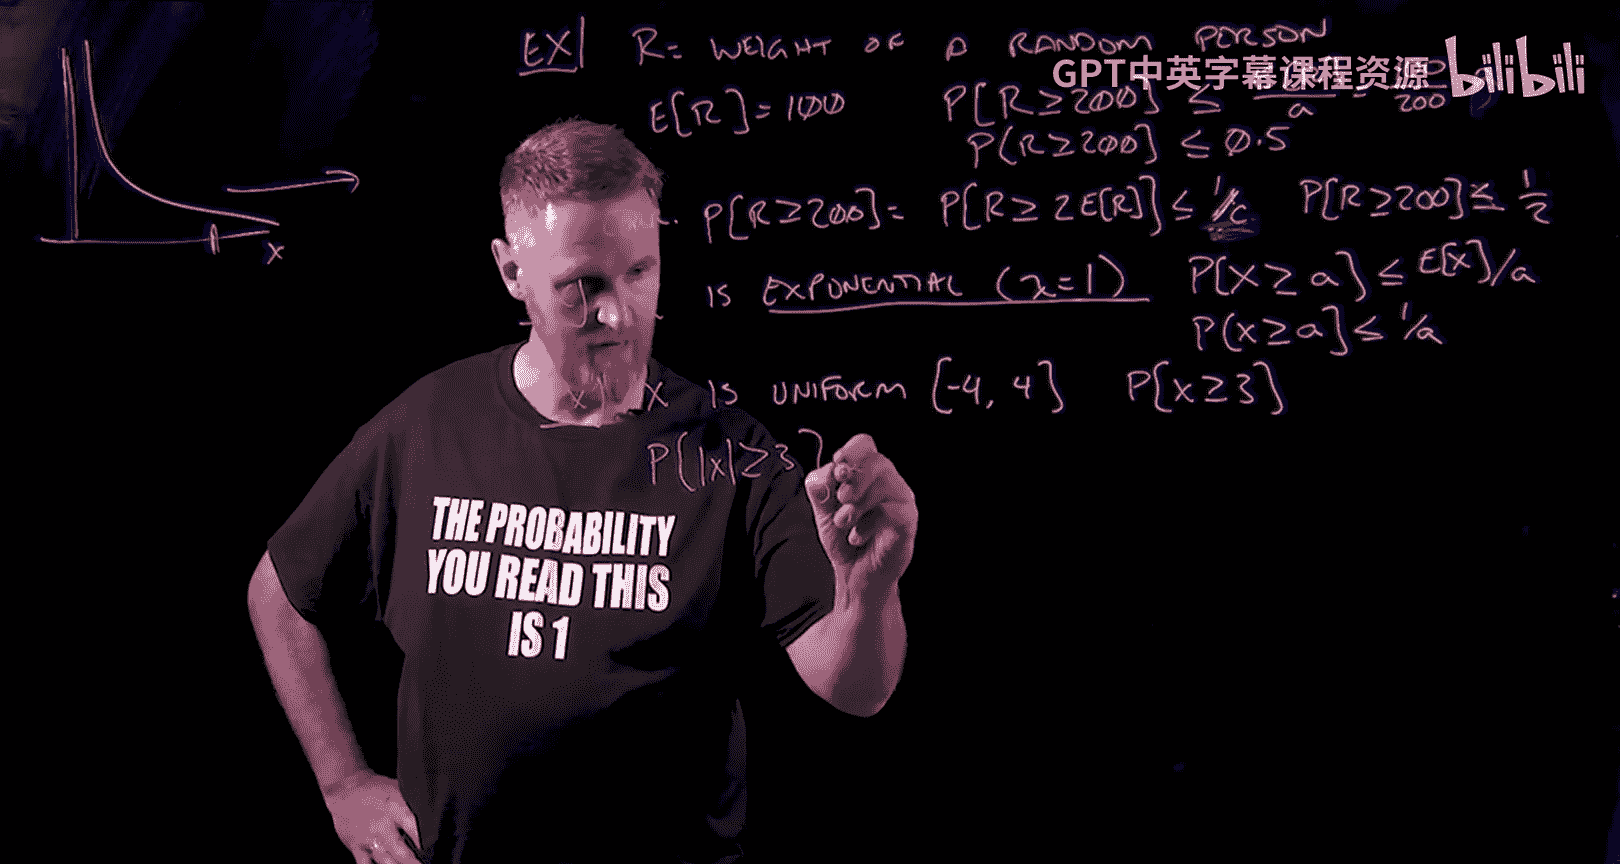 EX| R= WEIGHT OF A RANDOM PERSON
GPT中英字幕课程资源 bilibili
E[R]=100 P[R≥200] ≤ /a = /200
P[R≥200] ≤ 0.5
P[R≥200]= P[R≥ 2E[R]] ≤ 1/c P[R≥200] ≤ 1/2
IS EXPONENTIAL (λ=1) P[X≥a] ≤ E[X]/a
P[X≥a] ≤ 1/a
X IS UNIFORM [-4, 4] P[X≥3]
P[|X|≥3]
x
THE PROBABILITY
YOU READ THIS
IS 1